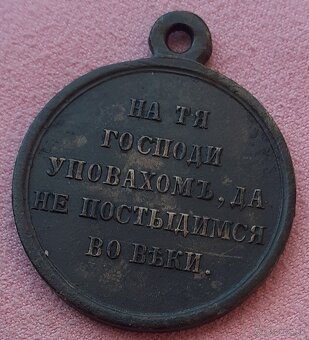 НА ТЯ
ГОСПОДИ
УПОВАХОМЪ, ДА
НЕ ПОСТЫДИМСЯ
ВО ВѢКИ.